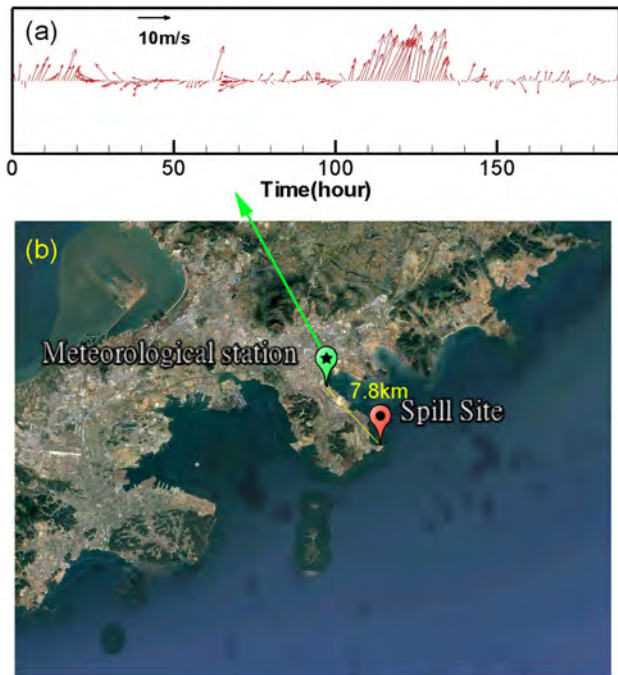 (a)
10m/s
0 50 100 150
Time(hour)
(b)
Meteorological station
7.8km
Spill Site